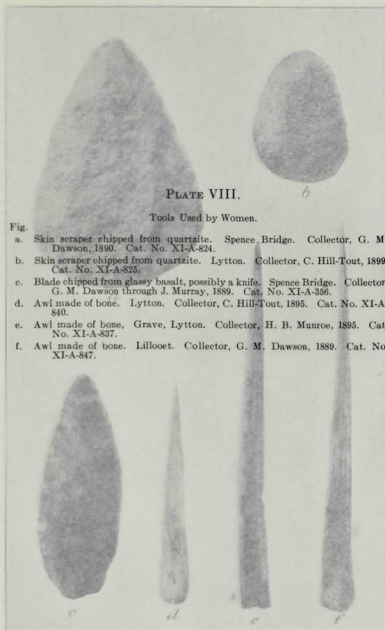 PLATE VIII.
Tools Used by Women.
Fig.
a. Skin scraper chipped from quartzite. Spence Bridge. Collector, G. M.
Dawson, 1890. Cat. No. XI-A-824.
b. Skin scraper chipped from quartzite. Lytton. Collector, C. Hill-Tout, 1899
Cat. No. XI-A-825.
c. Blade chipped from glassy basalt, possibly a knife. Spence Bridge. Collector
G. M. Dawson through J. Murray, 1889. Cat. No. XI-A-356.
d. Awl made of bone. Lytton. Collector, C. Hill-Tout, 1895. Cat. No. XI-A
840.
e. Awl made of bone, Grave, Lytton. Collector, H. B. Munroe, 1895. Cat
No. XI-A-837.
f. Awl made of bone. Lillooet. Collector, G. M. Dawson, 1889. Cat. No
XI-A-847.
b
c d e f